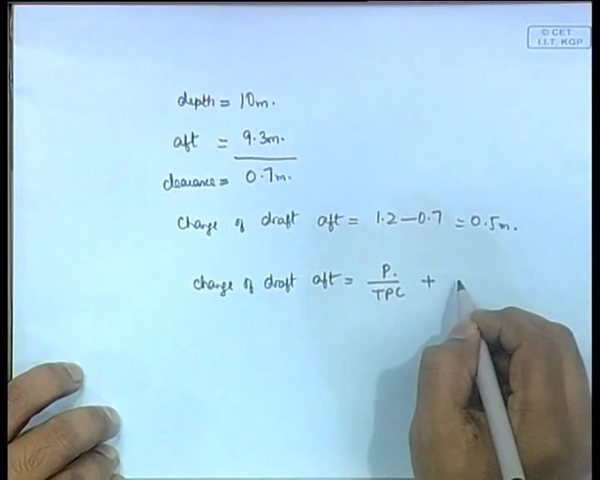 © CET
I.I.T. KGP
depth = 10m.
aft = 9.3m.
clearance = 0.7m.
Change of draft aft = 1.2 - 0.7 = 0.5m.
change of draft aft = P. / TPC +